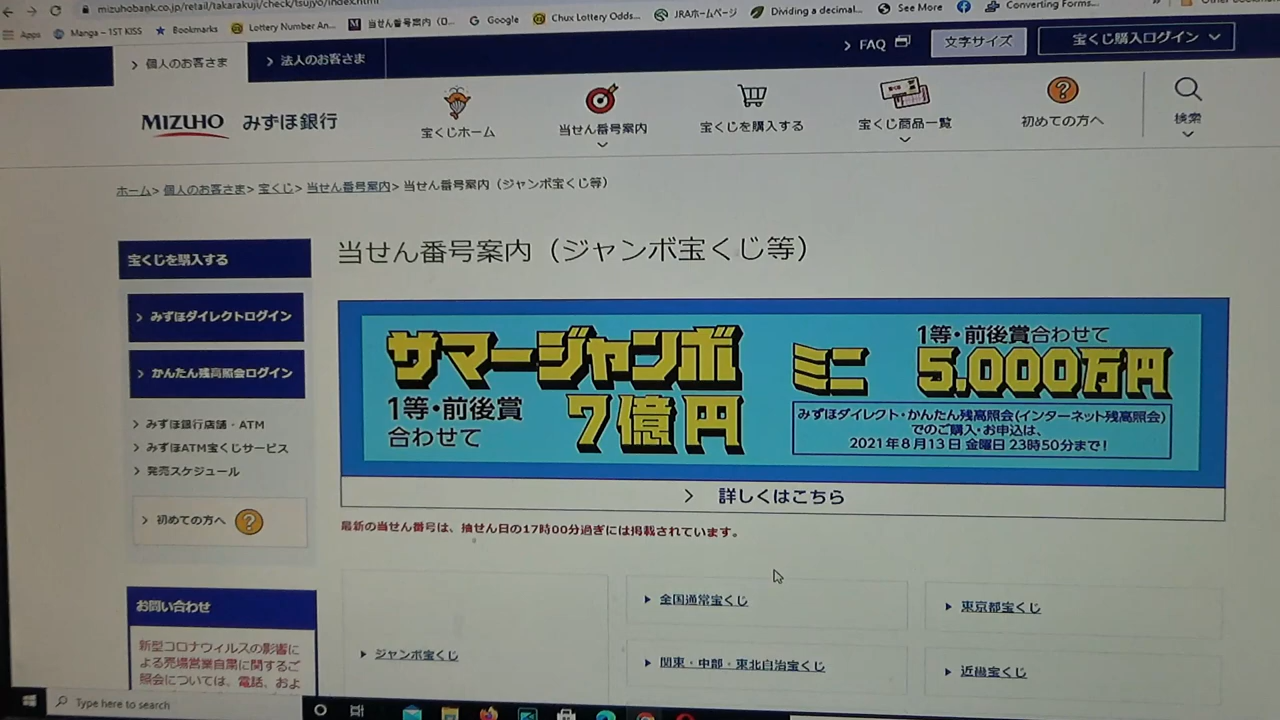 mizuhobank.co.jp/retail/takarakuji/check/tsujyo/index.html
Apps
Manga – 1ST KISS
Bookmarks
Lottery Number An...
当せん番号案内 (ロ...
Google
Chux Lottery Odds...
JRAホームページ
Dividing a decimal...
See More
Converting Forms...
Other bookmarks
個人のお客さま
法人のお客さま
FAQ
文字サイズ
宝くじ購入ログイン
MIZUHO みずほ銀行
宝くじホーム
当せん番号案内
宝くじを購入する
宝くじ商品一覧
初めての方へ
検索
ホーム> 個人のお客さま> 宝くじ> 当せん番号案内> 当せん番号案内（ジャンボ宝くじ等）
当せん番号案内（ジャンボ宝くじ等）
宝くじを購入する
みずほダイレクトログイン
かんたん残高照会ログイン
みずほ銀行店舗・ATM
みずほATM宝くじサービス
発売スケジュール
初めての方へ ?
お問い合わせ
新型コロナウィルスの影響に
よる売場営業自粛に関するご
照会については、電話、およ
サマージャンボ
1等・前後賞
合わせて
7億円
ミニ
1等・前後賞合わせて
5,000万円
みずほダイレクト・かんたん残高照会(インターネット残高照会)
でのご購入・お申込は、
2021年8月13日 金曜日 23時50分まで!
詳しくはこちら
最新の当せん番号は、抽せん日の17時00分過ぎには掲載されています。
ジャンボ宝くじ
全国通常宝くじ
東京都宝くじ
関東・中部・東北自治宝くじ
近畿宝くじ
Type here to search